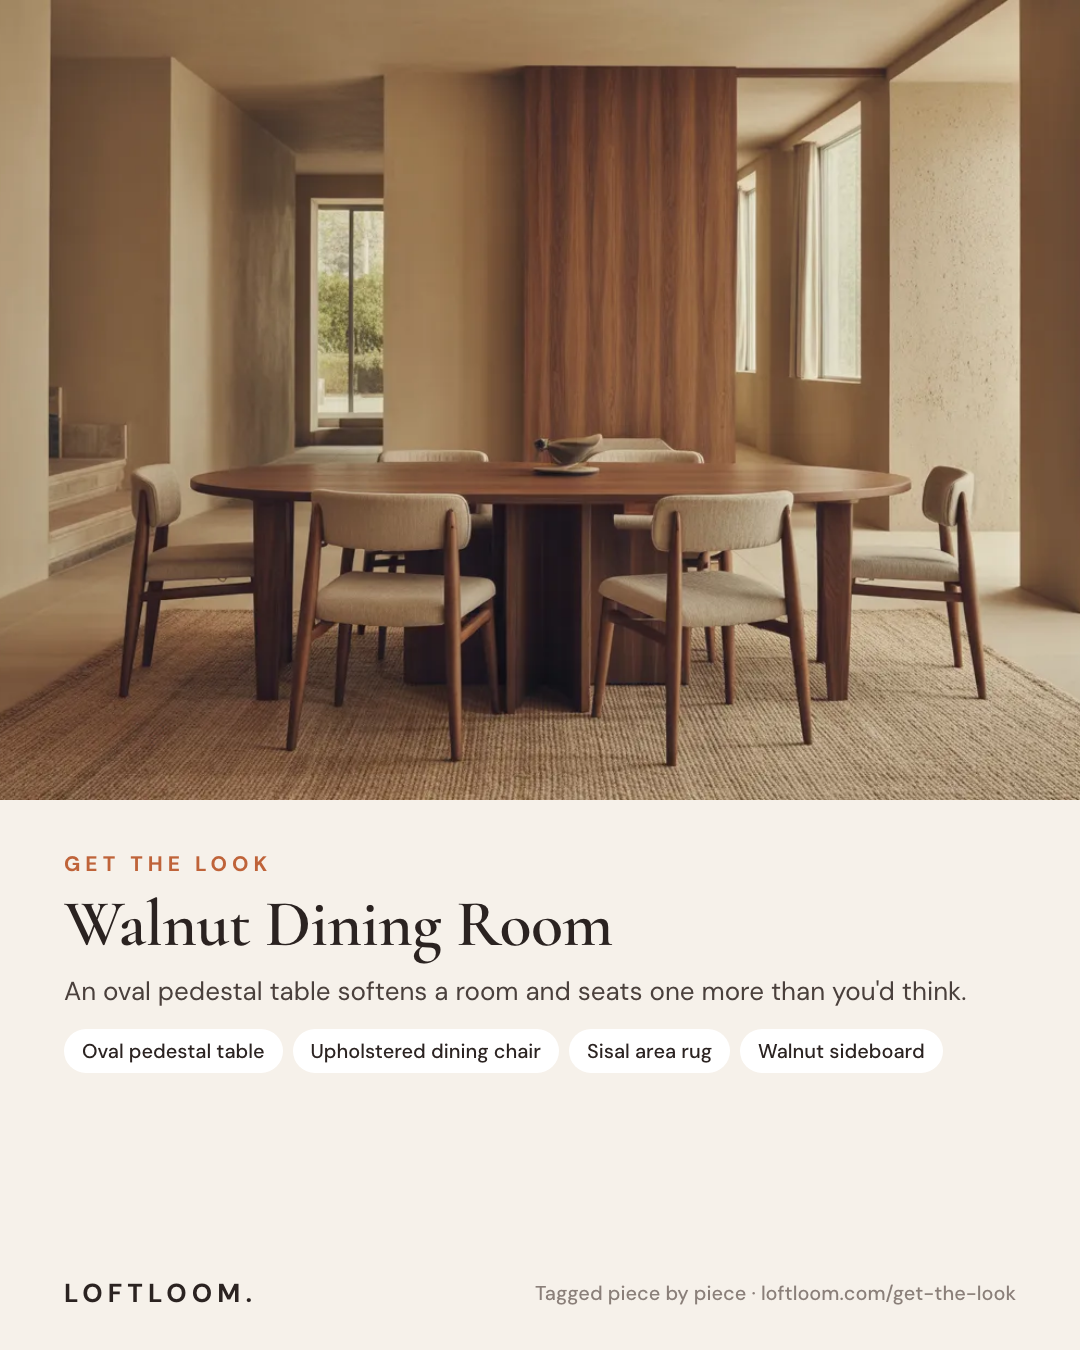 GET THE LOOK
Walnut Dining Room
An oval pedestal table softens a room and seats one more than you'd think.
Oval pedestal table Upholstered dining chair Sisal area rug Walnut sideboard
LOFTLOOM. Tagged piece by piece · loftloom.com/get-the-look